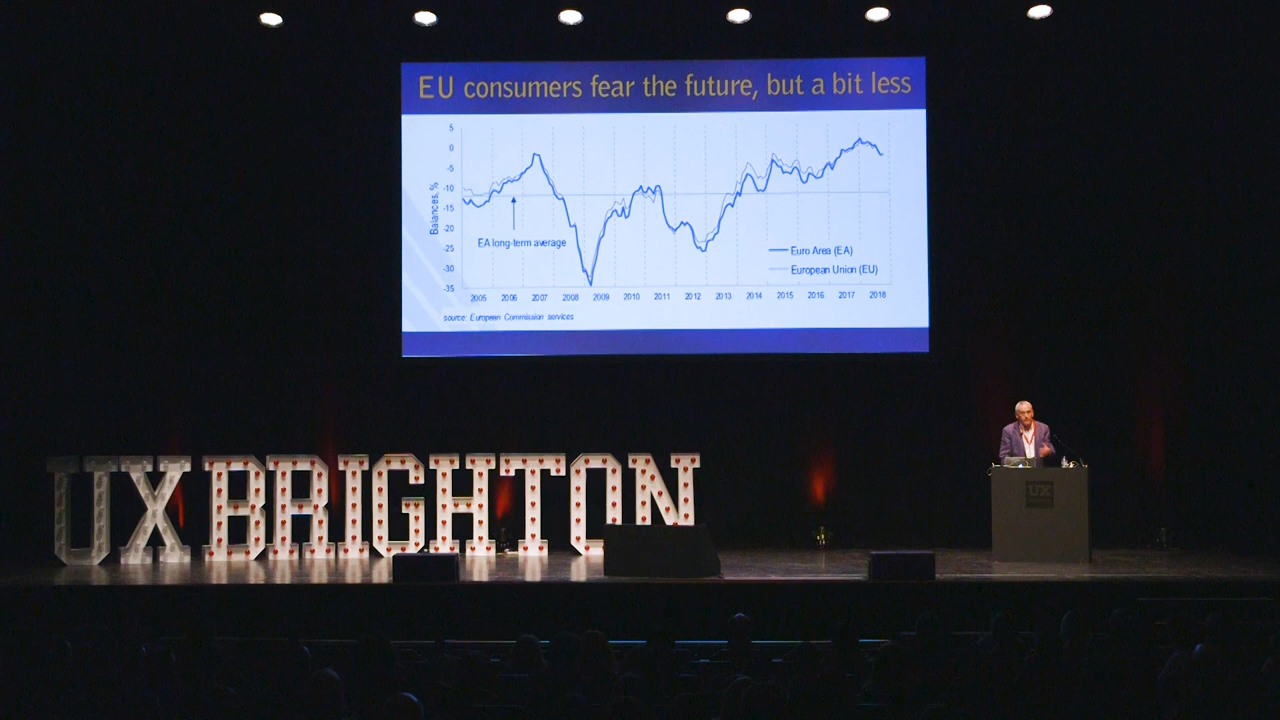 EU consumers fear the future, but a bit less
5
0
-5
-10
-15
-20
-25
-30
-35
Balances, %
EA long-term average
Euro Area (EA)
European Union (EU)
2005 2006 2007 2008 2009 2010 2011 2012 2013 2014 2015 2016 2017 2018
source: European Commission services
UX BRIGHTON
UX